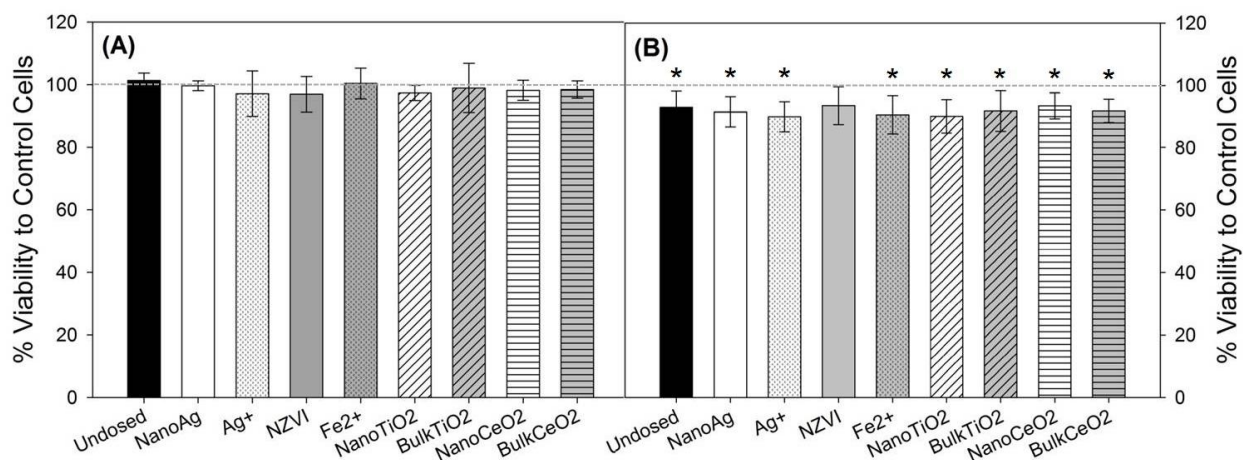 % Viability to Control Cells
120
100
80
60
40
20
0
(A)
Undosed
NanoAg
Ag+
NZVI
Fe2+
NanoTiO2
BulkTiO2
NanoCeO2
BulkCeO2
(B)
* * * * * * * *
Undosed
NanoAg
Ag+
NZVI
Fe2+
NanoTiO2
BulkTiO2
NanoCeO2
BulkCeO2
120
100
80
60
40
20
0
% Viability to Control Cells